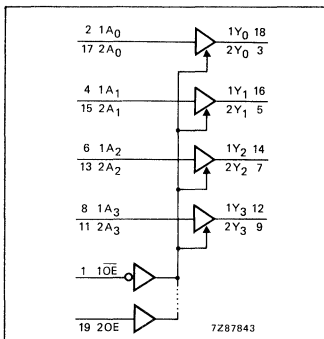 2 1A0 1Y0 18
17 2A0 2Y0 3
4 1A1 1Y1 16
15 2A1 2Y1 5
6 1A2 1Y2 14
13 2A2 2Y2 7
8 1A3 1Y3 12
11 2A3 2Y3 9
1 1O̅E̅
19 2OE
7Z87843